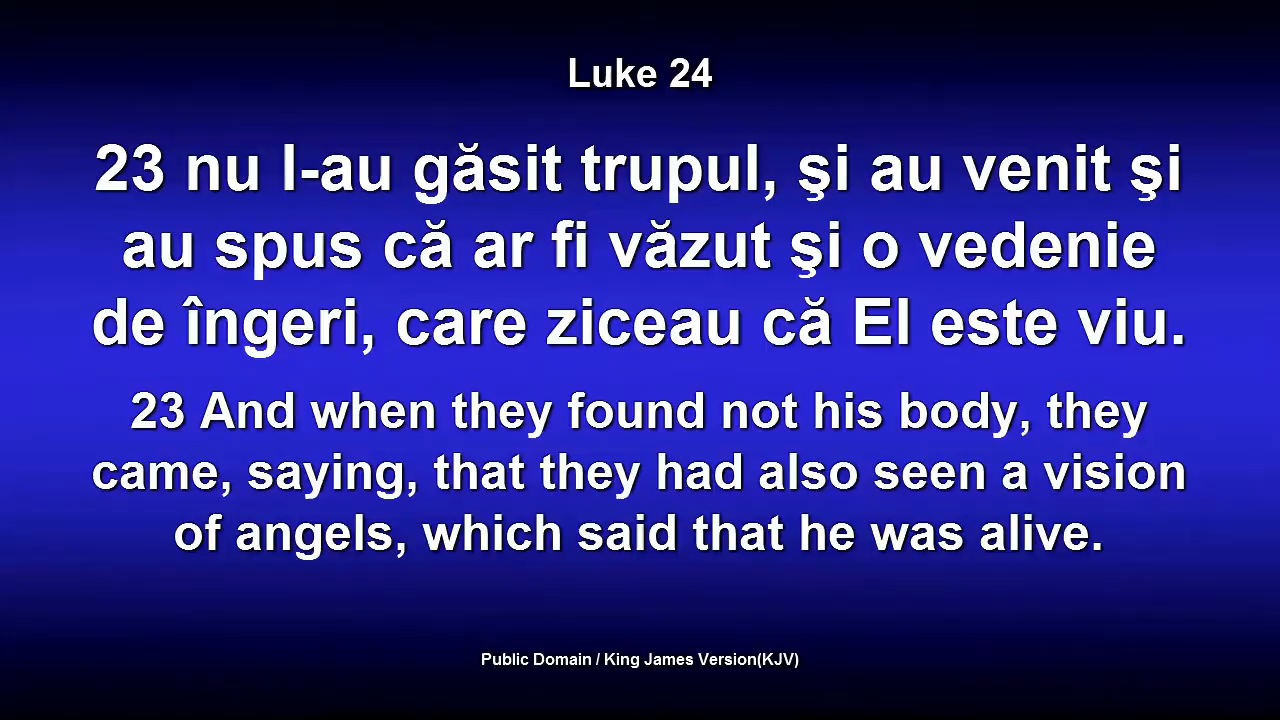 Luke 24
23 nu l-au găsit trupul, şi au venit şi
au spus că ar fi văzut şi o vedenie
de îngeri, care ziceau că El este viu.
23 And when they found not his body, they
came, saying, that they had also seen a vision
of angels, which said that he was alive.
Public Domain / King James Version(KJV)